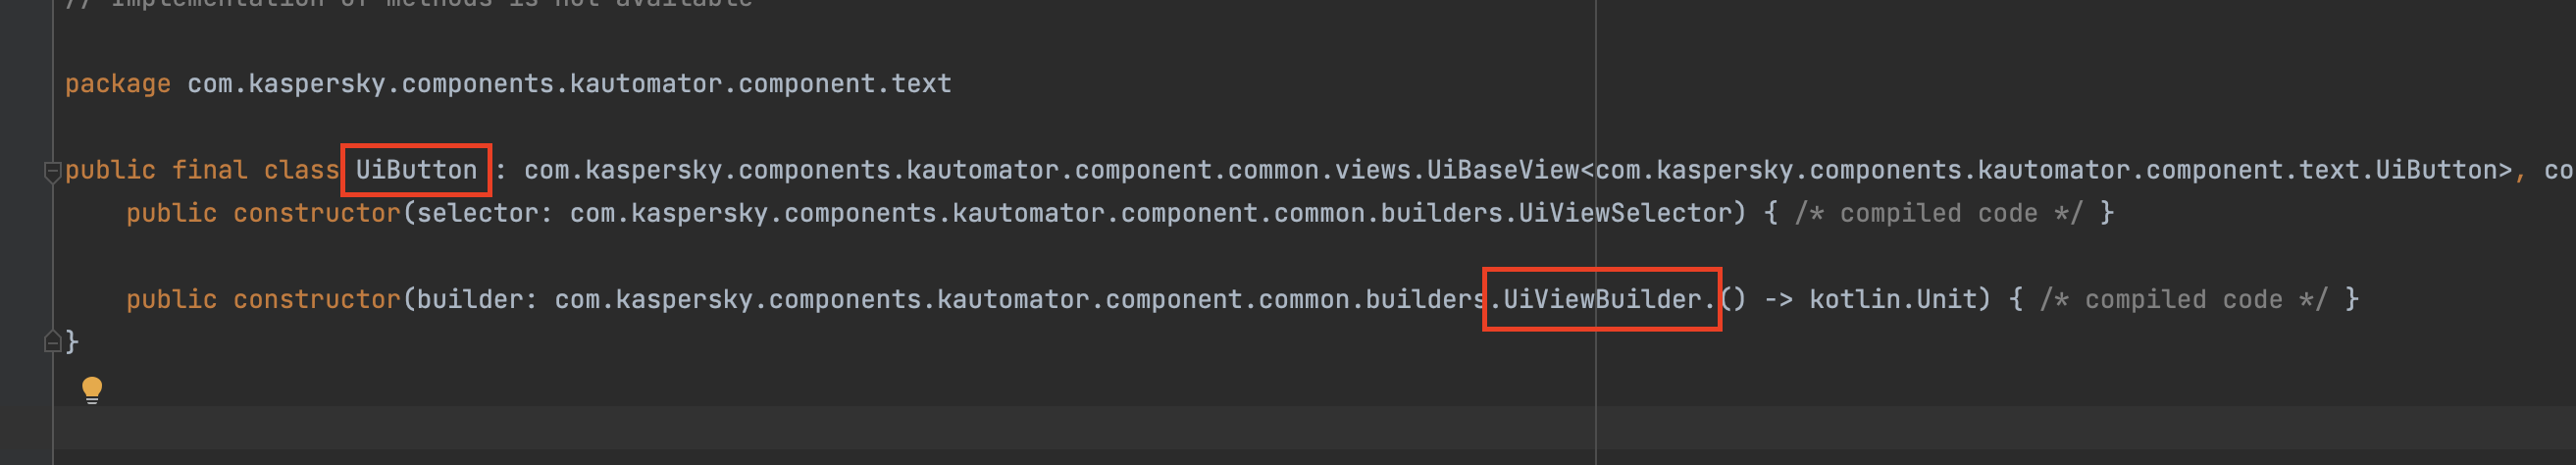 // Implementation of methods is not available
package com.kaspersky.components.kautomator.component.text
public final class UiButton : com.kaspersky.components.kautomator.component.common.views.UiBaseView<com.kaspersky.components.kautomator.component.text.UiButton>, co
public constructor(selector: com.kaspersky.components.kautomator.component.common.builders.UiViewSelector) { /* compiled code */ }
public constructor(builder: com.kaspersky.components.kautomator.component.common.builders.UiViewBuilder.() -> kotlin.Unit) { /* compiled code */ }
}